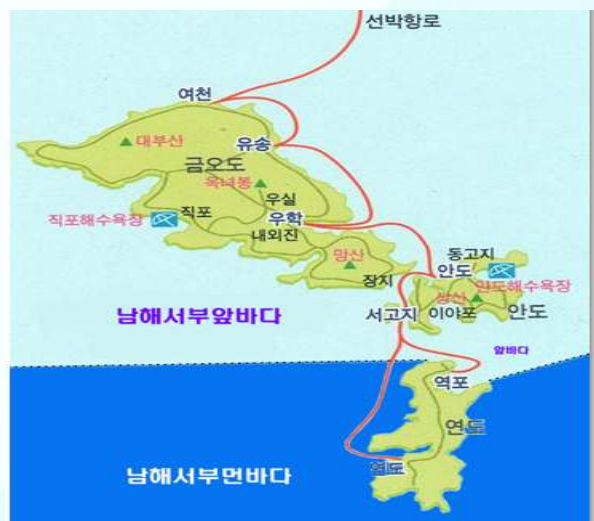 선박항로
여천
대부산
유송
금오도
옥녀봉
우실
직포
우학
직포해수욕장
내외진
동고지
망산
안도
장지
안도해수욕장
상산
서고지
이야포
안도
남해서부앞바다
앞바다
역포
연도
연도
남해서부먼바다